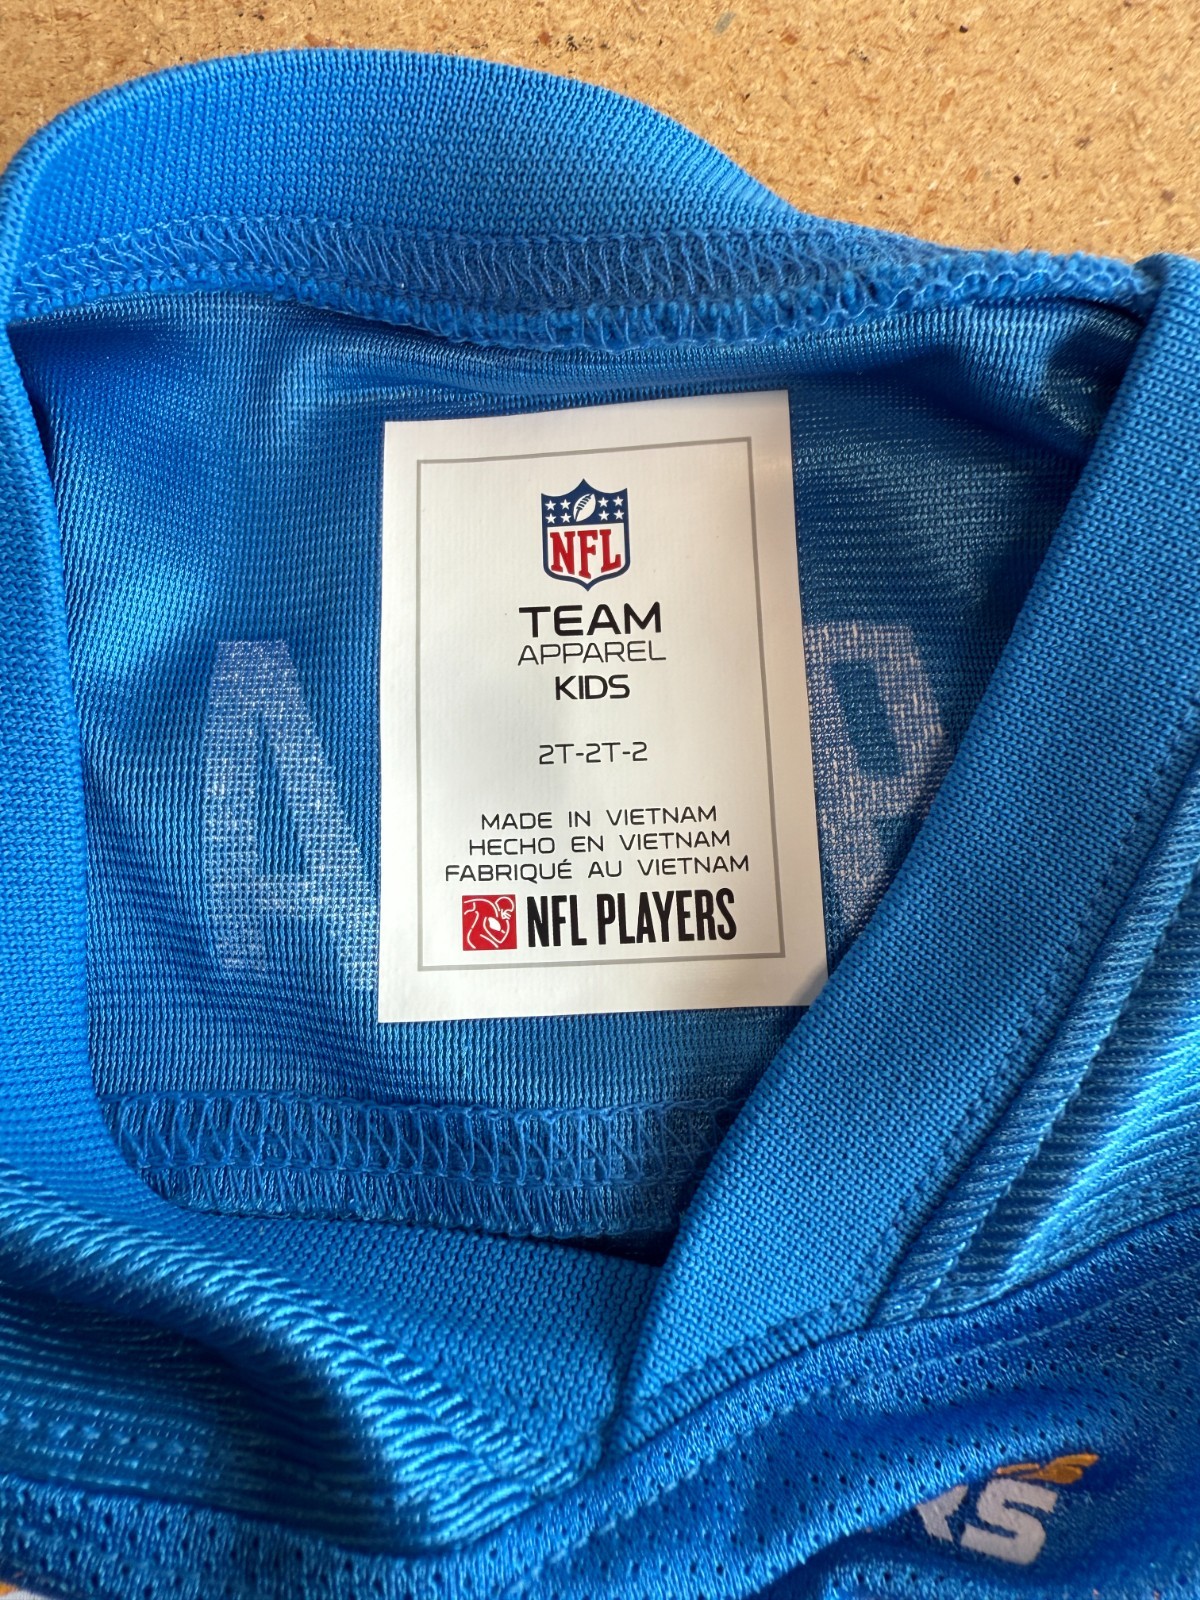 NFL
TEAM
APPAREL
KIDS
2T-2T-2
MADE IN VIETNAM
HECHO EN VIETNAM
FABRIQUÉ AU VIETNAM
NFL PLAYERS